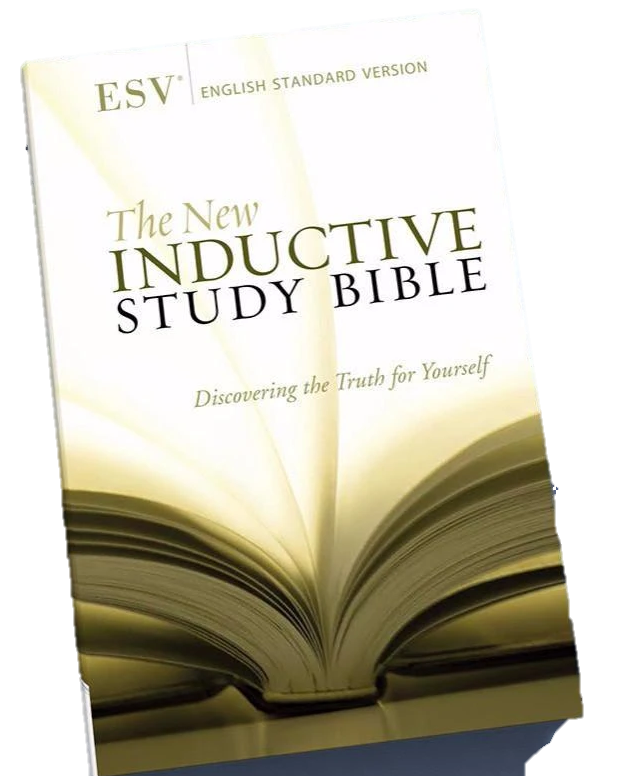 ESV® ENGLISH STANDARD VERSION
The New
INDUCTIVE
STUDY BIBLE
Discovering the Truth for Yourself